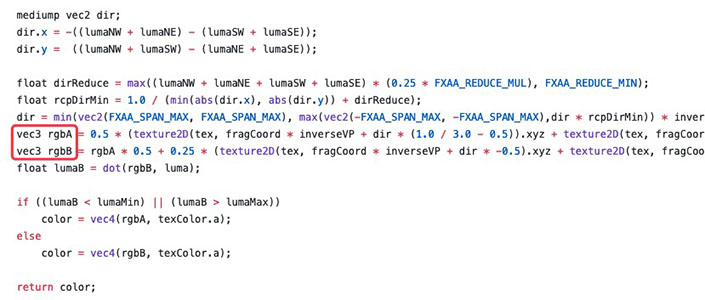 mediump vec2 dir;
dir.x = -((lumaNW + lumaNE) - (lumaSW + lumaSE));
dir.y =  ((lumaNW + lumaSW) - (lumaNE + lumaSE));
float dirReduce = max((lumaNW + lumaNE + lumaSW + lumaSE) * (0.25 * FXAA_REDUCE_MUL), FXAA_REDUCE_MIN);
float rcpDirMin = 1.0 / (min(abs(dir.x), abs(dir.y)) + dirReduce);
dir = min(vec2(FXAA_SPAN_MAX, FXAA_SPAN_MAX), max(vec2(-FXAA_SPAN_MAX, -FXAA_SPAN_MAX),dir * rcpDirMin)) * inver
vec3 rgbA = 0.5 * (texture2D(tex, fragCoord * inverseVP + dir * (1.0 / 3.0 - 0.5)).xyz + texture2D(tex, fragCoor
vec3 rgbB = rgbA * 0.5 + 0.25 * (texture2D(tex, fragCoord * inverseVP + dir * -0.5).xyz + texture2D(tex, fragCoor
float lumaB = dot(rgbB, luma);
if ((lumaB < lumaMin) || (lumaB > lumaMax))
    color = vec4(rgbA, texColor.a);
else
    color = vec4(rgbB, texColor.a);
return color;